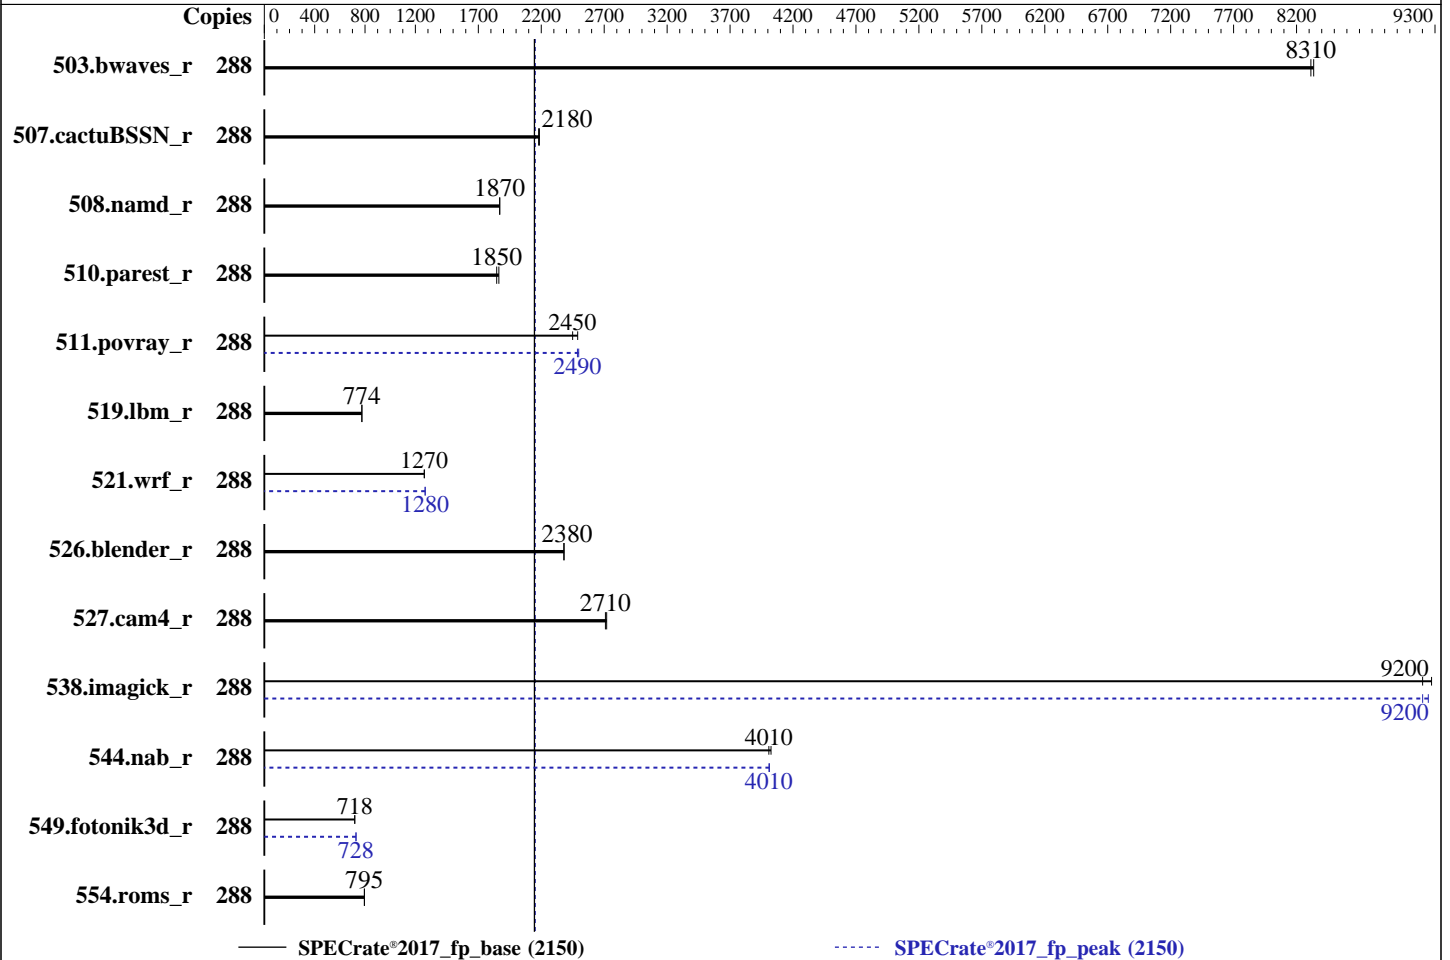 Copies 0 400 800 1200 1700 2200 2700 3200 3700 4200 4700 5200 5700 6200 6700 7200 7700 8200 9300
503.bwaves_r 288 8310
507.cactuBSSN_r 288 2180
508.namd_r 288 1870
510.parest_r 288 1850
511.povray_r 288 2450
2490
519.lbm_r 288 774
521.wrf_r 288 1270
1280
526.blender_r 288 2380
527.cam4_r 288 2710
538.imagick_r 288 9200
9200
544.nab_r 288 4010
4010
549.fotonik3d_r 288 718
728
554.roms_r 288 795
SPECrate®2017_fp_base (2150) SPECrate®2017_fp_peak (2150)